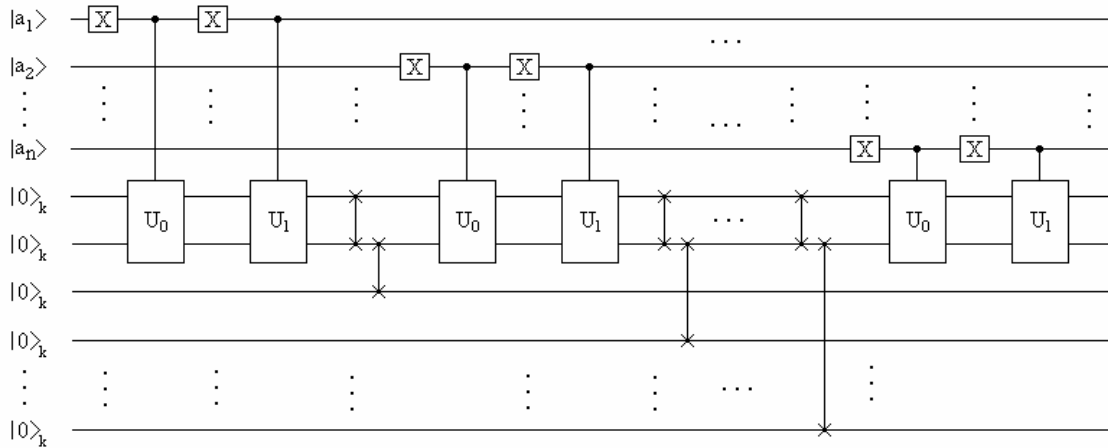 |a₁⟩ X X
|a₂⟩ X X
|aₙ⟩ X X
|0⟩ₖ
U₀ U₁ U₀ U₁ U₀ U₁
|0⟩ₖ
|0⟩ₖ
|0⟩ₖ
|0⟩ₖ